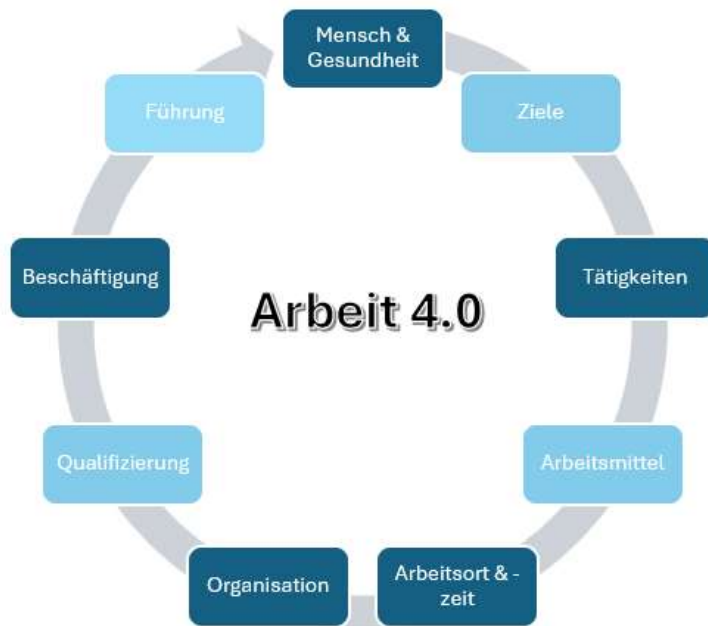 Mensch &
Gesundheit
Ziele
Tätigkeiten
Arbeitsmittel
Arbeitsort & -
zeit
Organisation
Qualifizierung
Beschäftigung
Führung
Arbeit 4.0